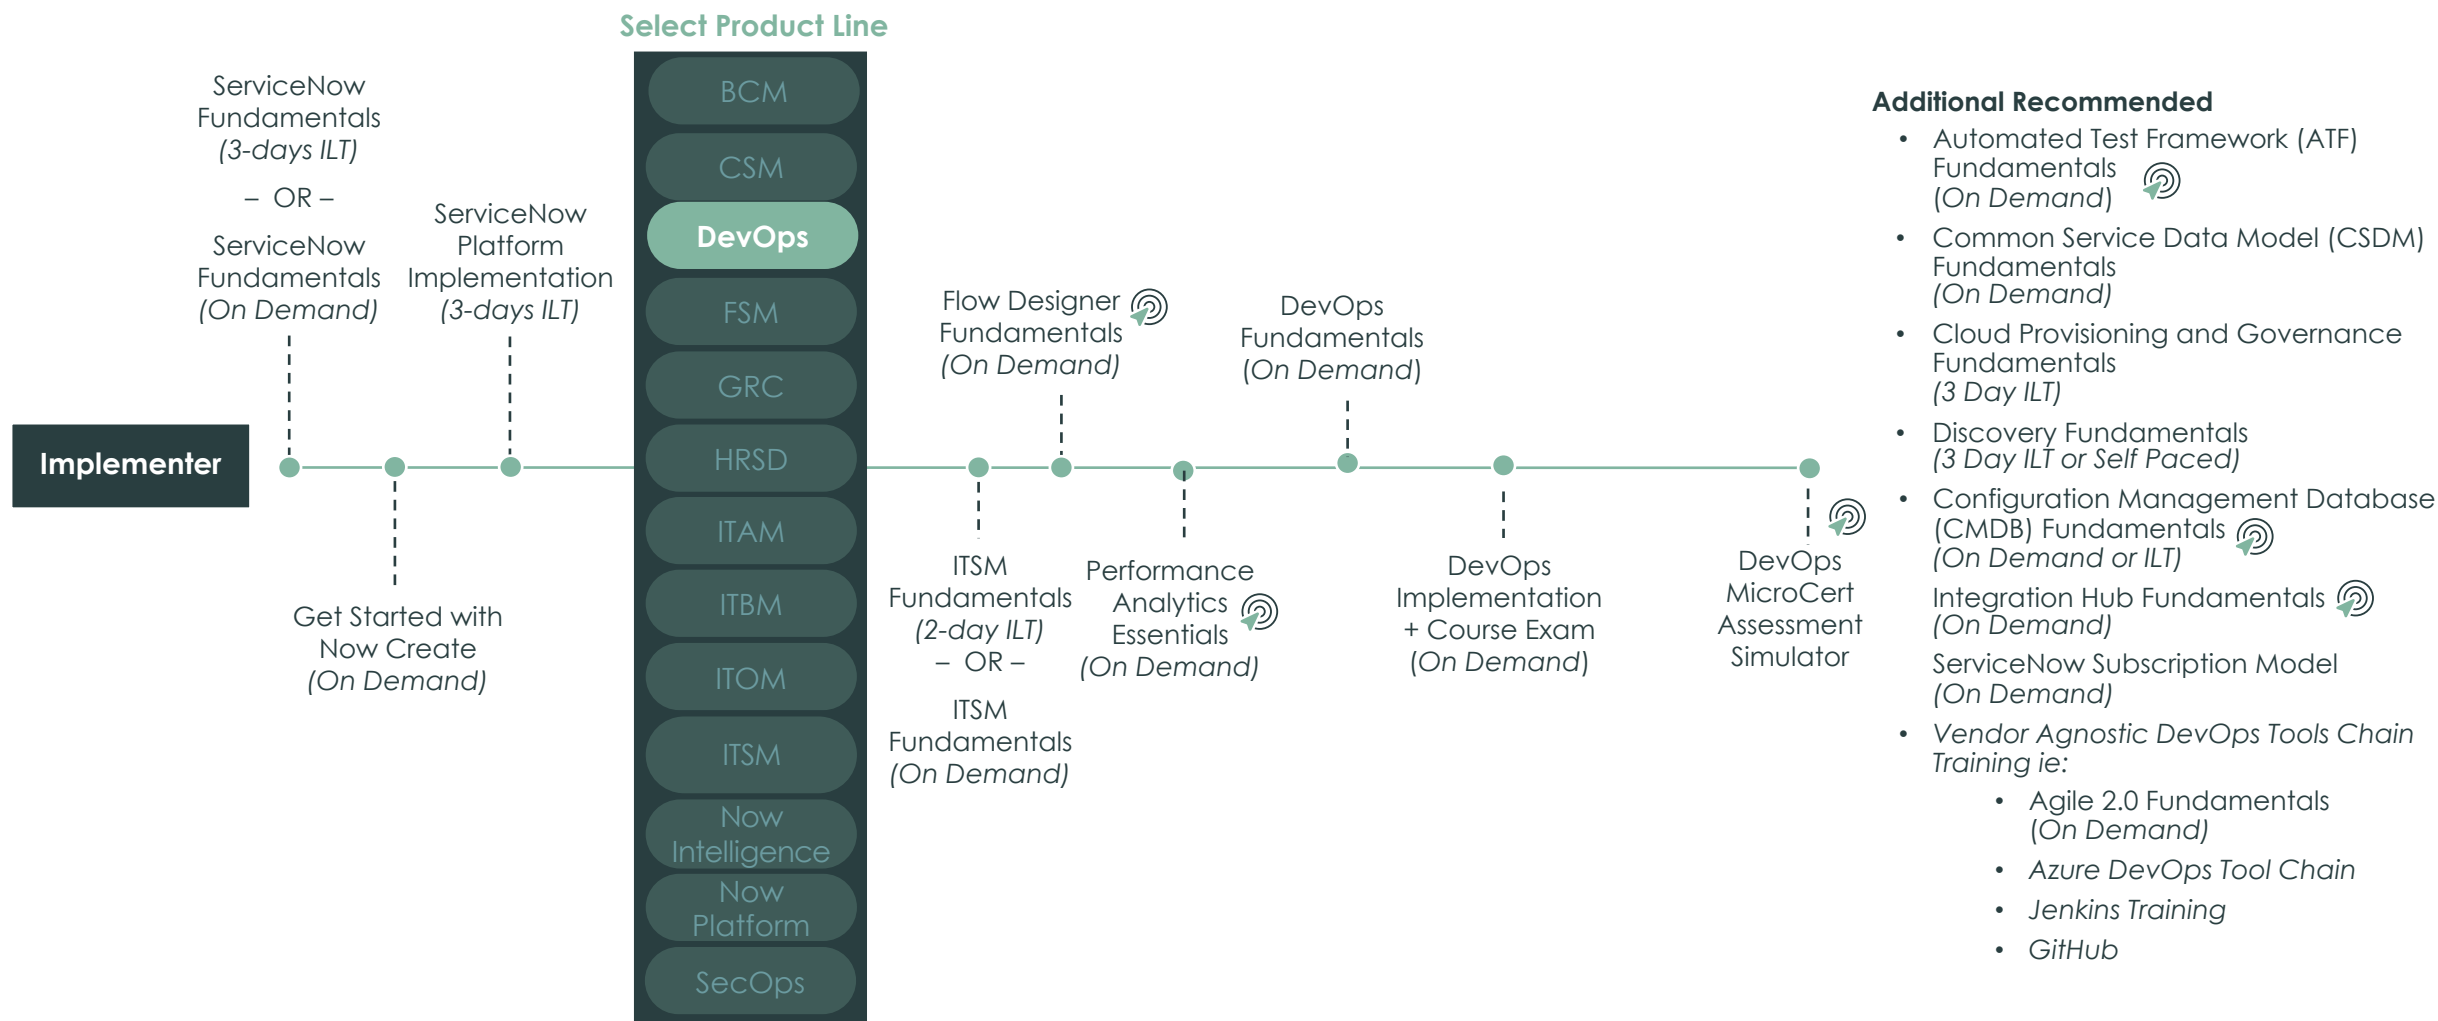 Select Product Line
ServiceNow
Fundamentals
(3-days ILT)
– OR –
ServiceNow
Fundamentals
(On Demand)
ServiceNow
Platform
Implementation
(3-days ILT)
Implementer
Get Started with
Now Create
(On Demand)
BCM
CSM
DevOps
FSM
GRC
HRSD
ITAM
ITBM
ITOM
ITSM
Now
Intelligence
Now
Platform
SecOps
ITSM
Fundamentals
(2-day ILT)
– OR –
ITSM
Fundamentals
(On Demand)
Flow Designer
Fundamentals
(On Demand)
Performance
Analytics
Essentials
(On Demand)
DevOps
Fundamentals
(On Demand)
DevOps
Implementation
+ Course Exam
(On Demand)
DevOps
MicroCert
Assessment
Simulator
Additional Recommended
• Automated Test Framework (ATF)
Fundamentals
(On Demand)
• Common Service Data Model (CSDM)
Fundamentals
(On Demand)
• Cloud Provisioning and Governance
Fundamentals
(3 Day ILT)
• Discovery Fundamentals
(3 Day ILT or Self Paced)
• Configuration Management Database
(CMDB) Fundamentals
(On Demand or ILT)
Integration Hub Fundamentals
(On Demand)
ServiceNow Subscription Model
(On Demand)
• Vendor Agnostic DevOps Tools Chain
Training ie:
• Agile 2.0 Fundamentals
(On Demand)
• Azure DevOps Tool Chain
• Jenkins Training
• GitHub